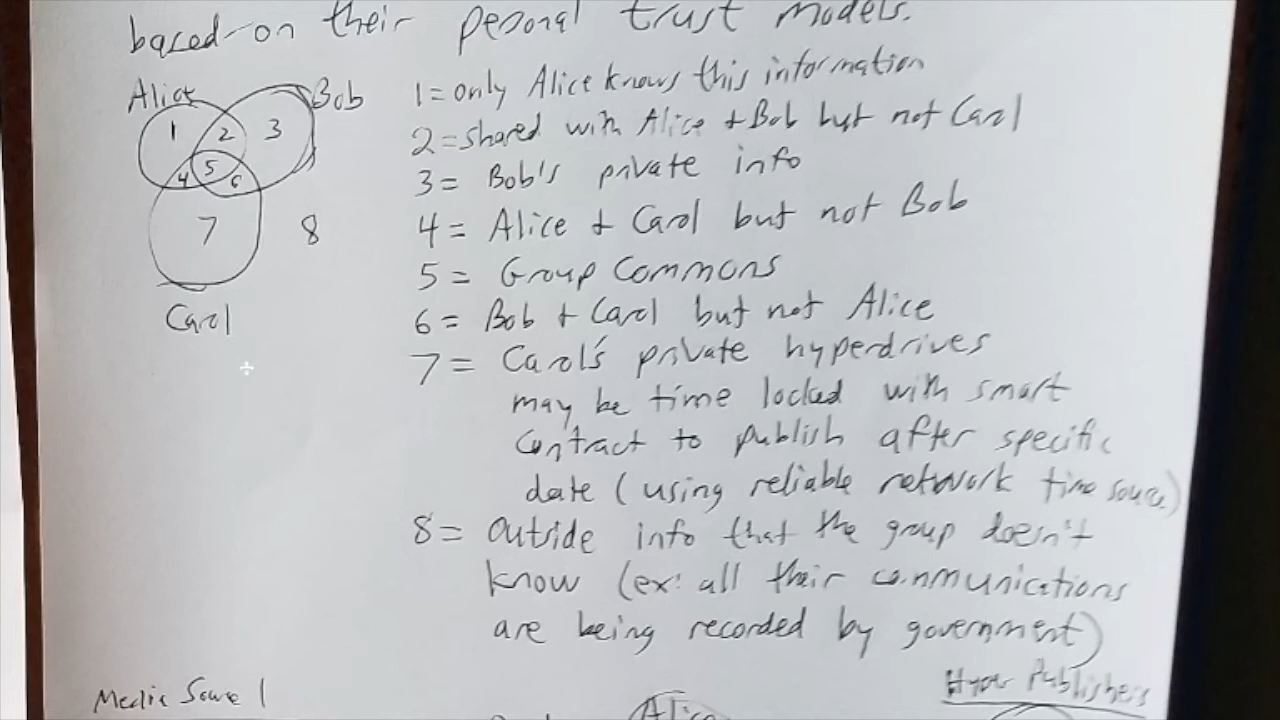 based on their pesonal trust models.
Alice
Bob
1 2 3
4 5 6
7 8
Carol
1 = only Alice knows this information
2 = shared with Alice + Bob but not Carol
3 = Bob's private info
4 = Alice + Carol but not Bob
5 = Group Commons
6 = Bob + Carol but not Alice
7 = Carol's private hyperdrives
may be time locked with smart
contract to publish after specific
date (using reliable network time source)
8 = outside info that the group doesn't
know (ex: all their communications
are being recorded by government)
Media 1
Alice
Hyper Publishers